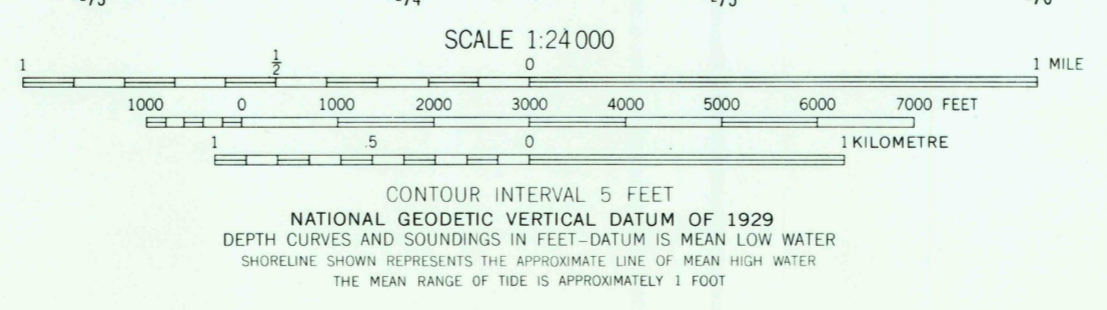 SCALE 1:24 000
1 ½ 0 1 MILE
1000 0 1000 2000 3000 4000 5000 6000 7000 FEET
1 .5 0 1 KILOMETRE
CONTOUR INTERVAL 5 FEET
NATIONAL GEODETIC VERTICAL DATUM OF 1929
DEPTH CURVES AND SOUNDINGS IN FEET–DATUM IS MEAN LOW WATER
SHORELINE SHOWN REPRESENTS THE APPROXIMATE LINE OF MEAN HIGH WATER
THE MEAN RANGE OF TIDE IS APPROXIMATELY 1 FOOT